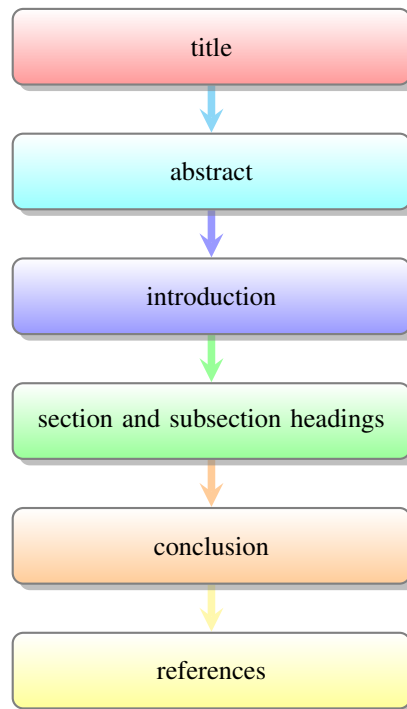 title
abstract
introduction
section and subsection headings
conclusion
references